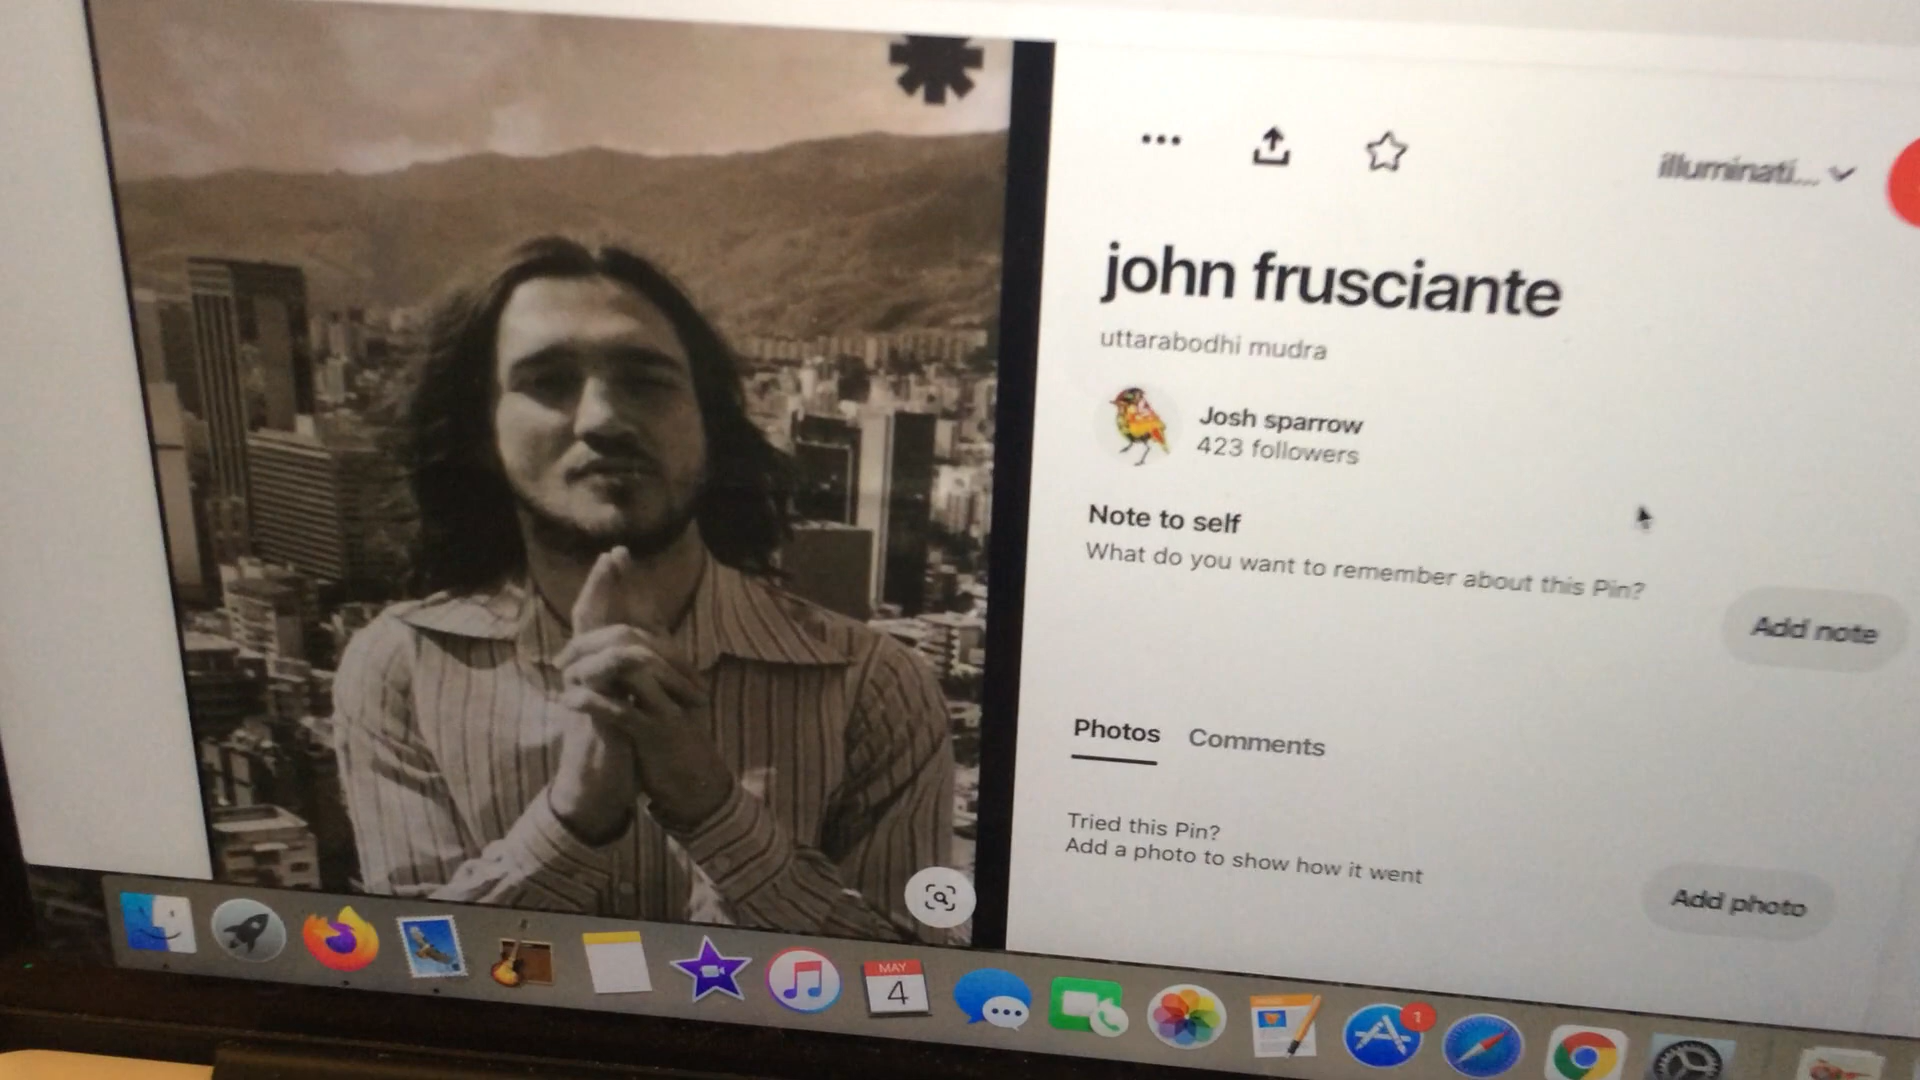 illuminati...
john frusciante
uttarabodhi mudra
Josh sparrow
423 followers
Note to self
What do you want to remember about this Pin?
Add note
Photos
Comments
Tried this Pin?
Add a photo to show how it went
Add photo
MAY
4
1